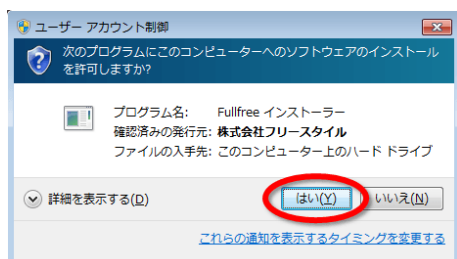 ユーザー アカウント制御
次のプログラムにこのコンピューターへのソフトウェアのインストール
を許可しますか?
プログラム名: Fullfree インストーラー
確認済みの発行元: 株式会社フリースタイル
ファイルの入手先: このコンピューター上のハード ドライブ
詳細を表示する(D) はい(Y) いいえ(N)
これらの通知を表示するタイミングを変更する